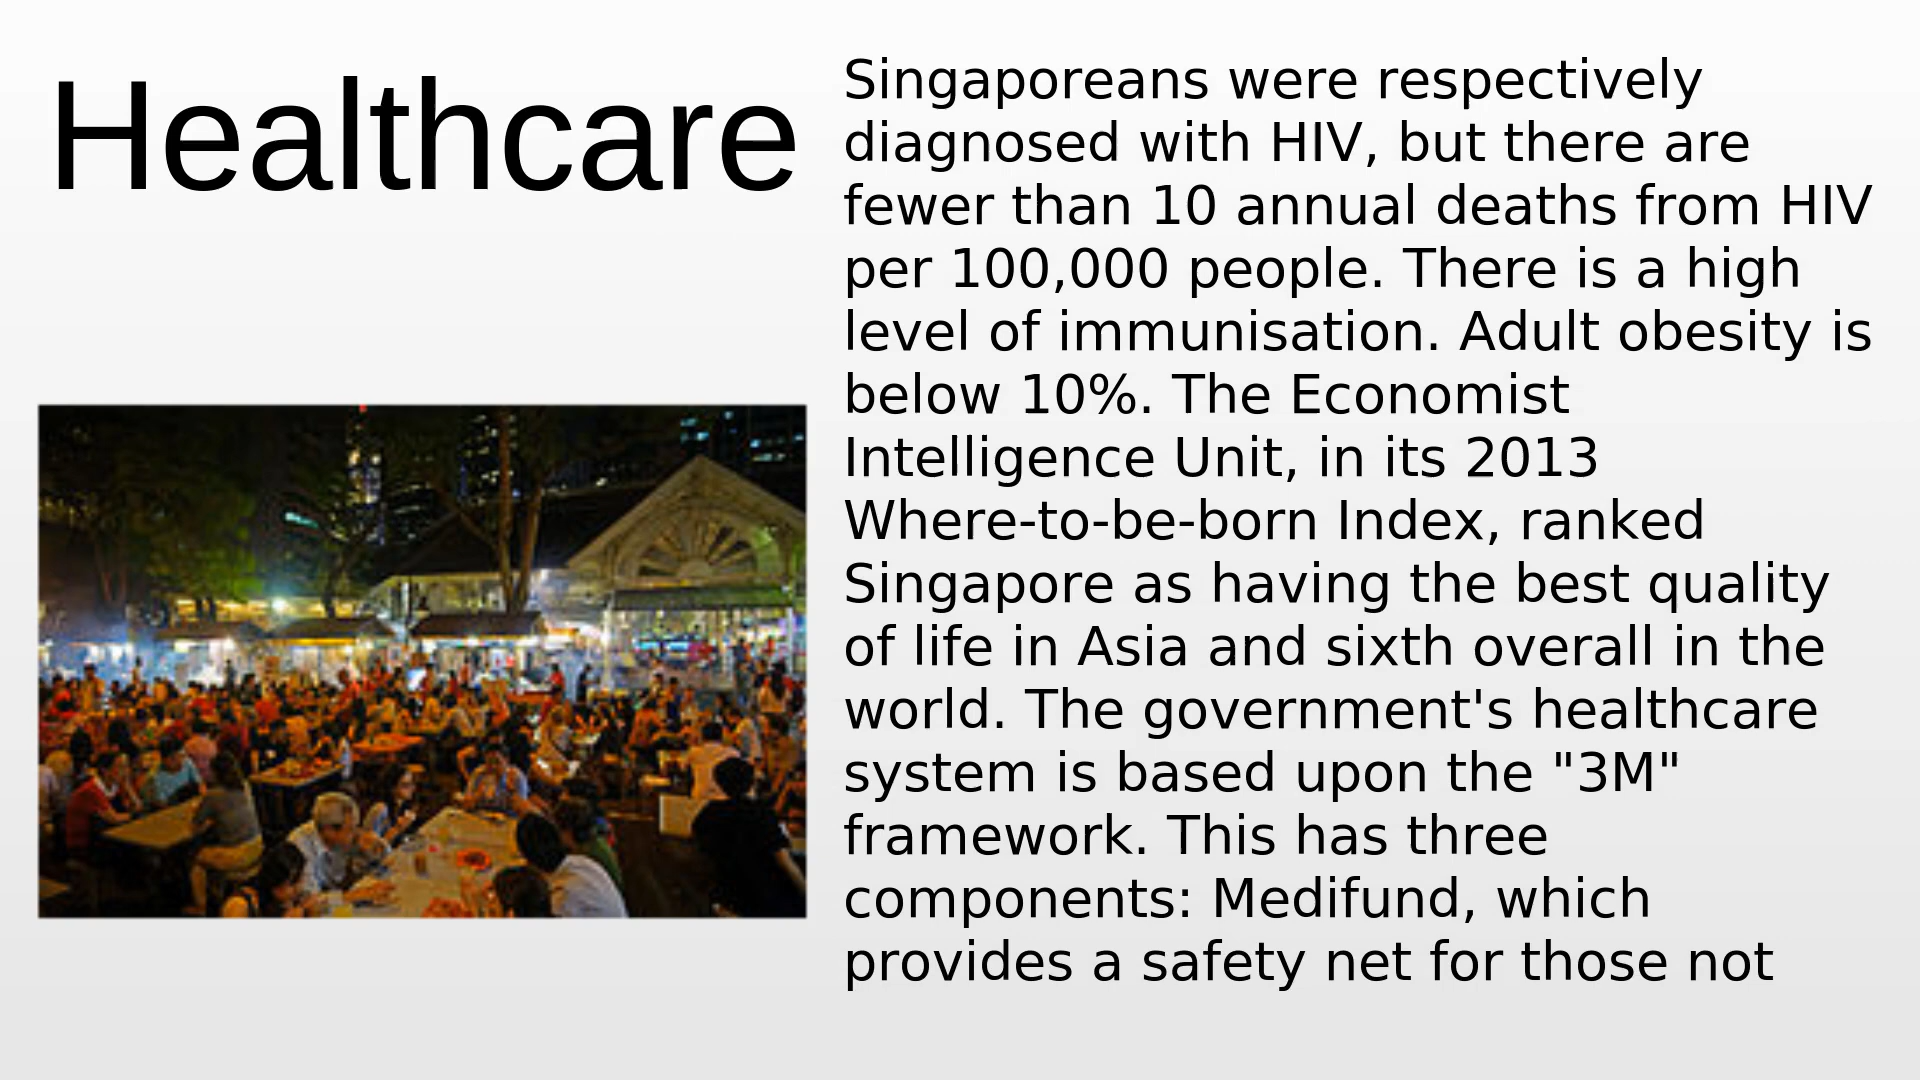 Healthcare
Singaporeans were respectively
diagnosed with HIV, but there are
fewer than 10 annual deaths from HIV
per 100,000 people. There is a high
level of immunisation. Adult obesity is
below 10%. The Economist
Intelligence Unit, in its 2013
Where-to-be-born Index, ranked
Singapore as having the best quality
of life in Asia and sixth overall in the
world. The government's healthcare
system is based upon the "3M"
framework. This has three
components: Medifund, which
provides a safety net for those not